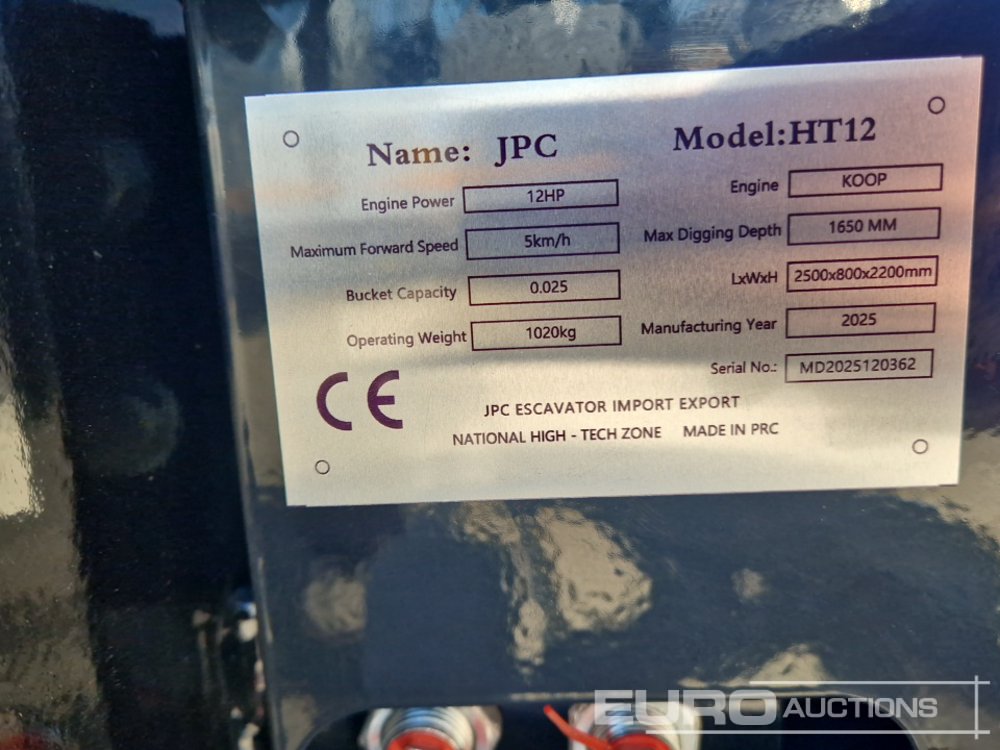 Name: JPC
Model:HT12
Engine Power 12HP
Engine KOOP
Maximum Forward Speed 5km/h
Max Digging Depth 1650 MM
Bucket Capacity 0.025
LxWxH 2500x800x2200mm
Operating Weight 1020kg
Manufacturing Year 2025
Serial No.: MD2025120362
CE
JPC ESCAVATOR IMPORT EXPORT
NATIONAL HIGH - TECH ZONE MADE IN PRC
EURO AUCTIONS